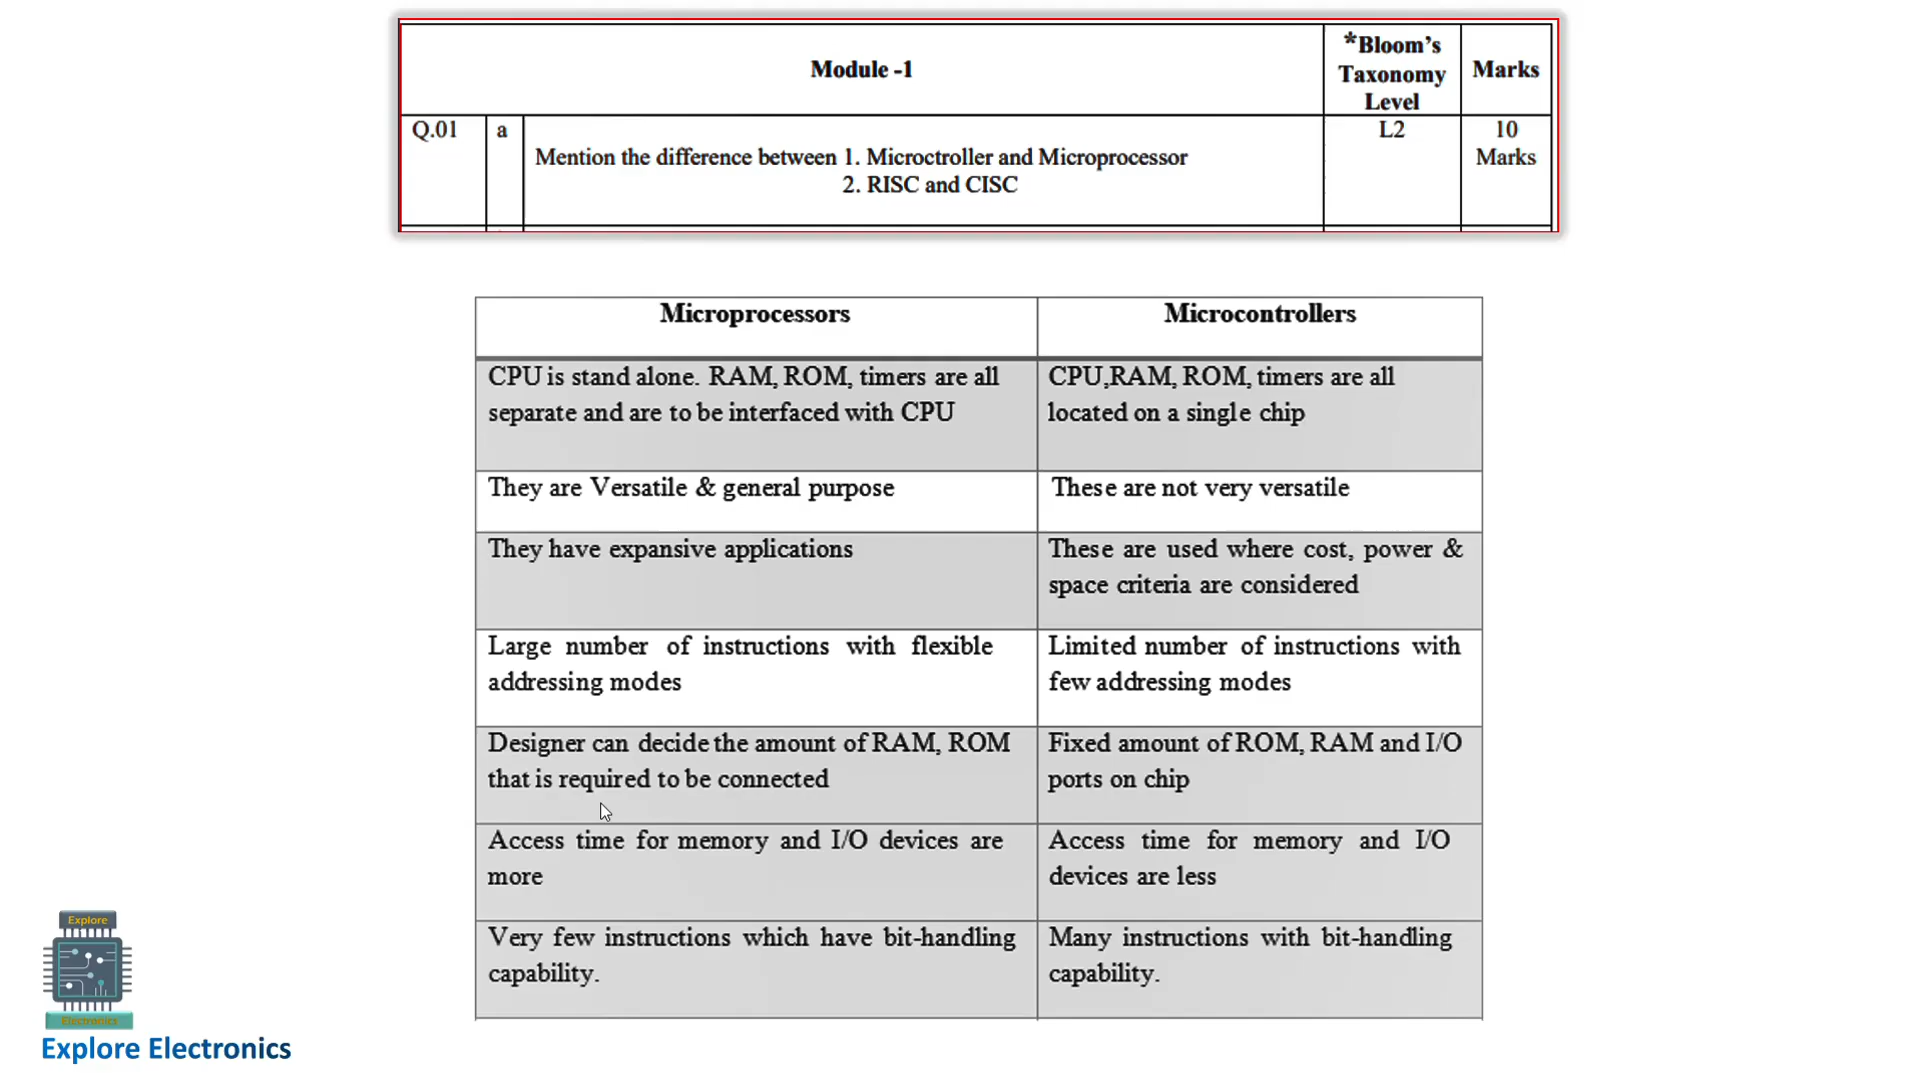 Module -1
*Bloom's
Taxonomy
Level
Marks
Q.01
a
Mention the difference between 1. Microctroller and Microprocessor
2. RISC and CISC
L2
10
Marks
Microprocessors
Microcontrollers
CPU is stand alone. RAM, ROM, timers are all
separate and are to be interfaced with CPU
CPU,RAM, ROM, timers are all
located on a single chip
They are Versatile & general purpose
These are not very versatile
They have expansive applications
These are used where cost, power &
space criteria are considered
Large number of instructions with flexible
addressing modes
Limited number of instructions with
few addressing modes
Designer can decide the amount of RAM, ROM
that is required to be connected
Fixed amount of ROM, RAM and I/O
ports on chip
Access time for memory and I/O devices are
more
Access time for memory and I/O
devices are less
Very few instructions which have bit-handling
capability.
Many instructions with bit-handling
capability.
Explore
Electronics
Explore Electronics